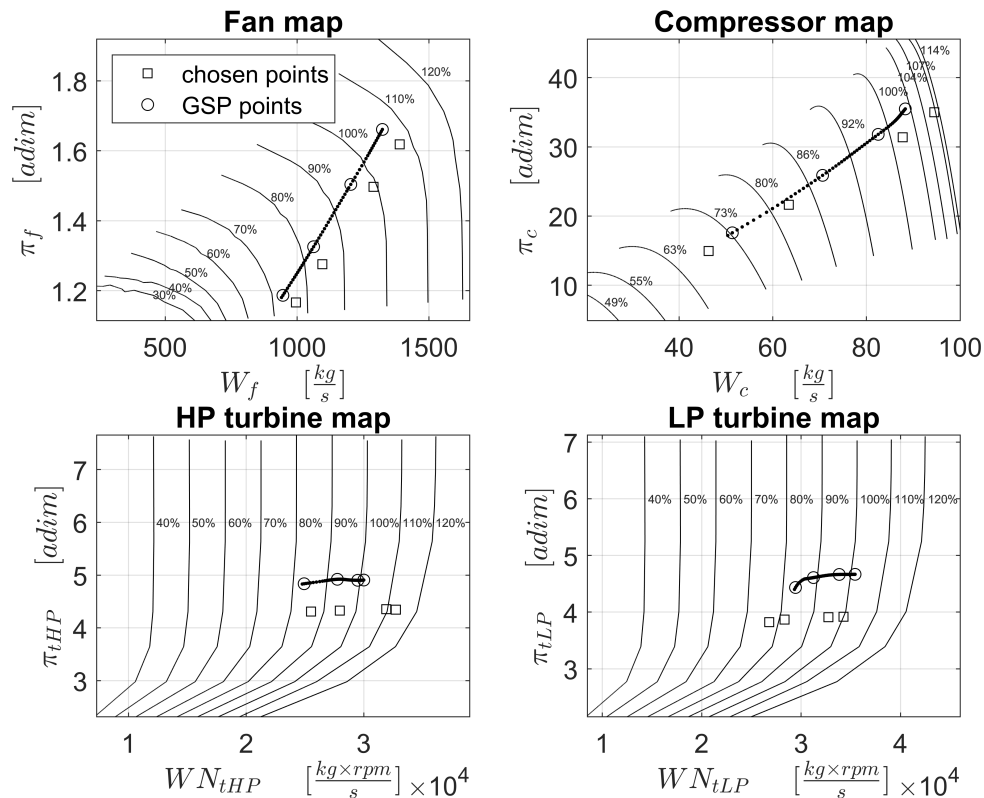 Fan map
Compressor map
chosen points
GSP points
π_f [adim]
1.8
1.6
1.4
1.2
120%
110%
100%
90%
80%
70%
60%
50%
40%
30%
500 1000 1500
W_f [kg/s]
π_c [adim]
40
30
20
10
114%
107%
104%
100%
92%
86%
80%
73%
63%
55%
49%
40 60 80 100
W_c [kg/s]
HP turbine map
LP turbine map
π_tHP [adim]
7
6
5
4
3
40% 50% 60% 70% 80% 90% 100% 110% 120%
1 2 3
WN_tHP [kg×rpm/s] ×10^4
π_tLP [adim]
7
6
5
4
3
40% 50% 60% 70% 80% 90% 100% 110% 120%
1 2 3 4
WN_tLP [kg×rpm/s] ×10^4